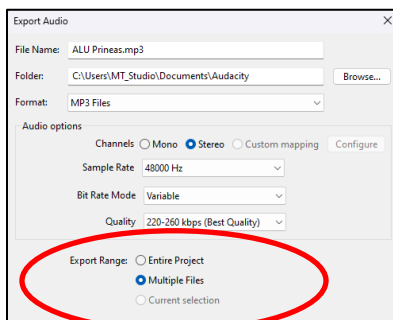 Export Audio
File Name: ALU Prineas.mp3
Folder: C:\Users\MT_Studio\Documents\Audacity Browse...
Format: MP3 Files
Audio options
Channels Mono Stereo Custom mapping Configure
Sample Rate 48000 Hz
Bit Rate Mode Variable
Quality 220-260 kbps (Best Quality)
Export Range: Entire Project
Multiple Files
Current selection